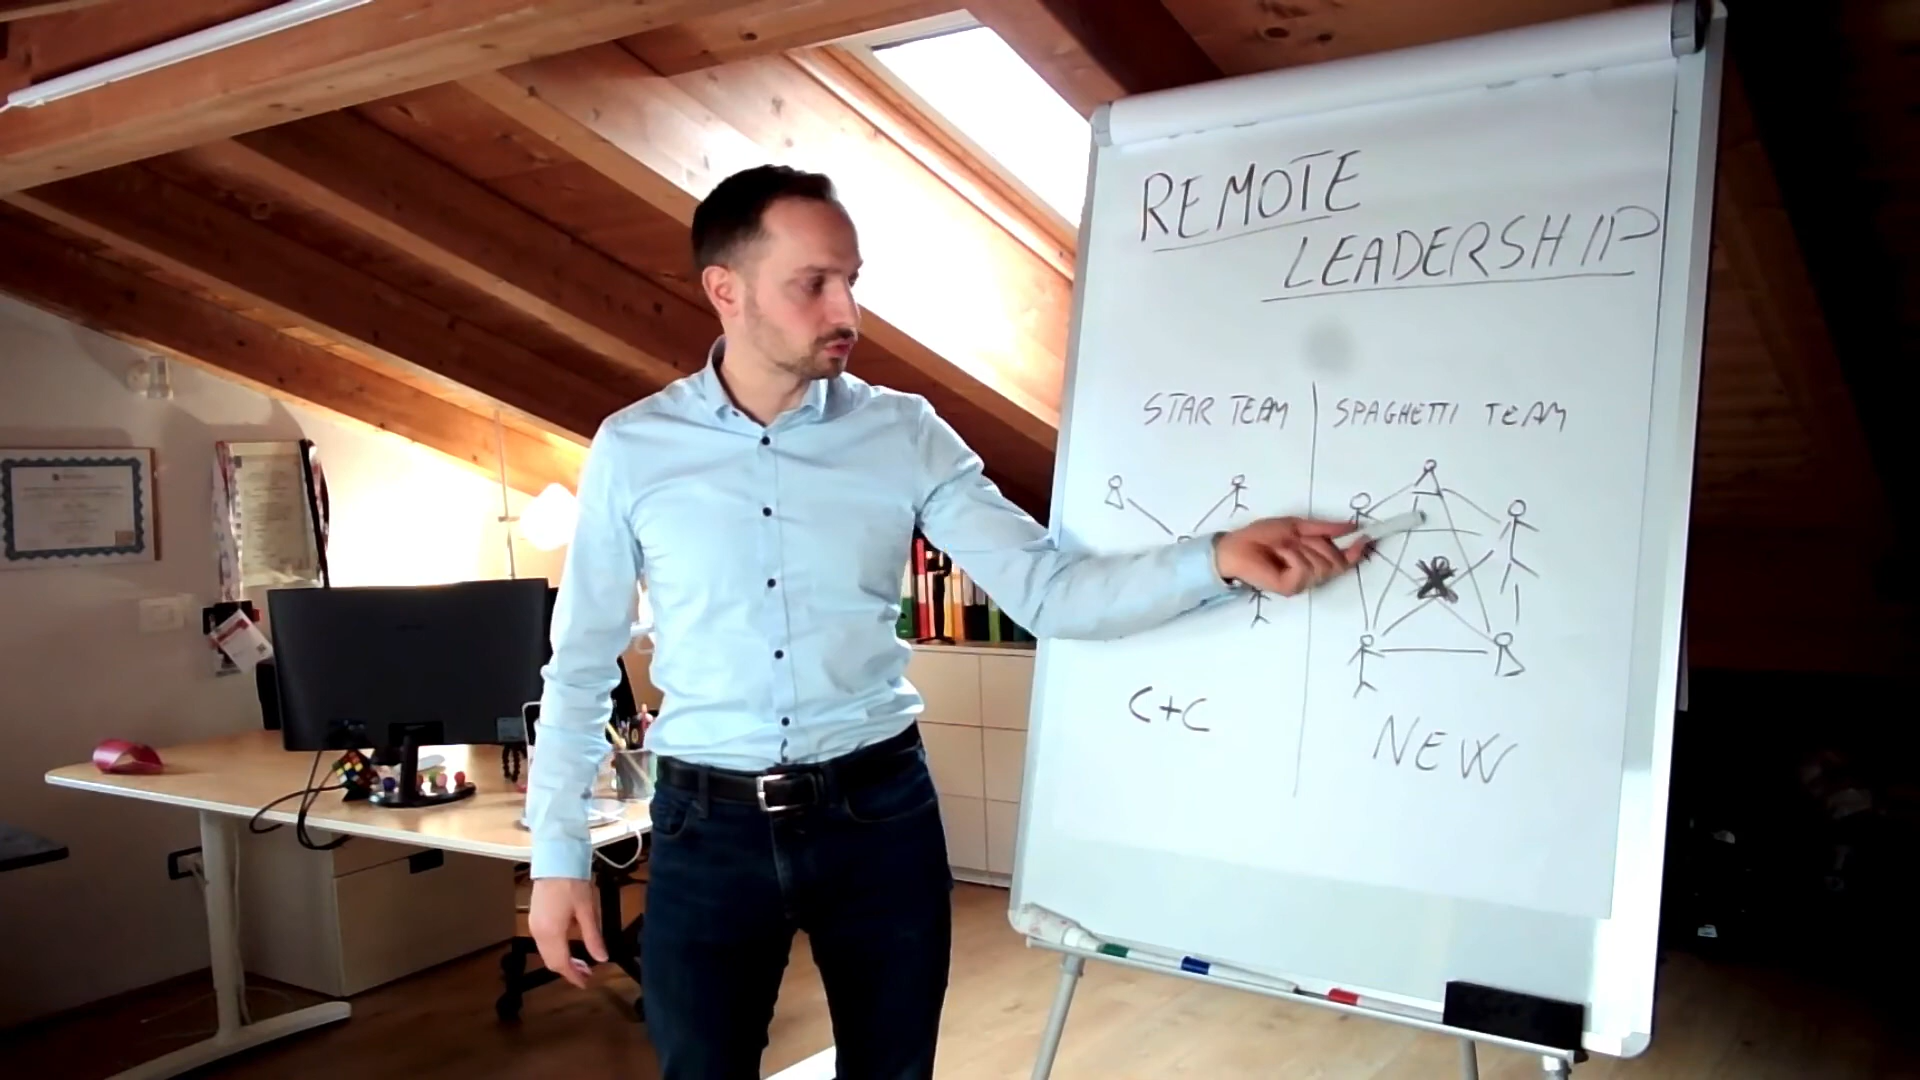 REMOTE
LEADERSHIP
STAR TEAM
SPAGHETTI TEAM
C+C
NEW